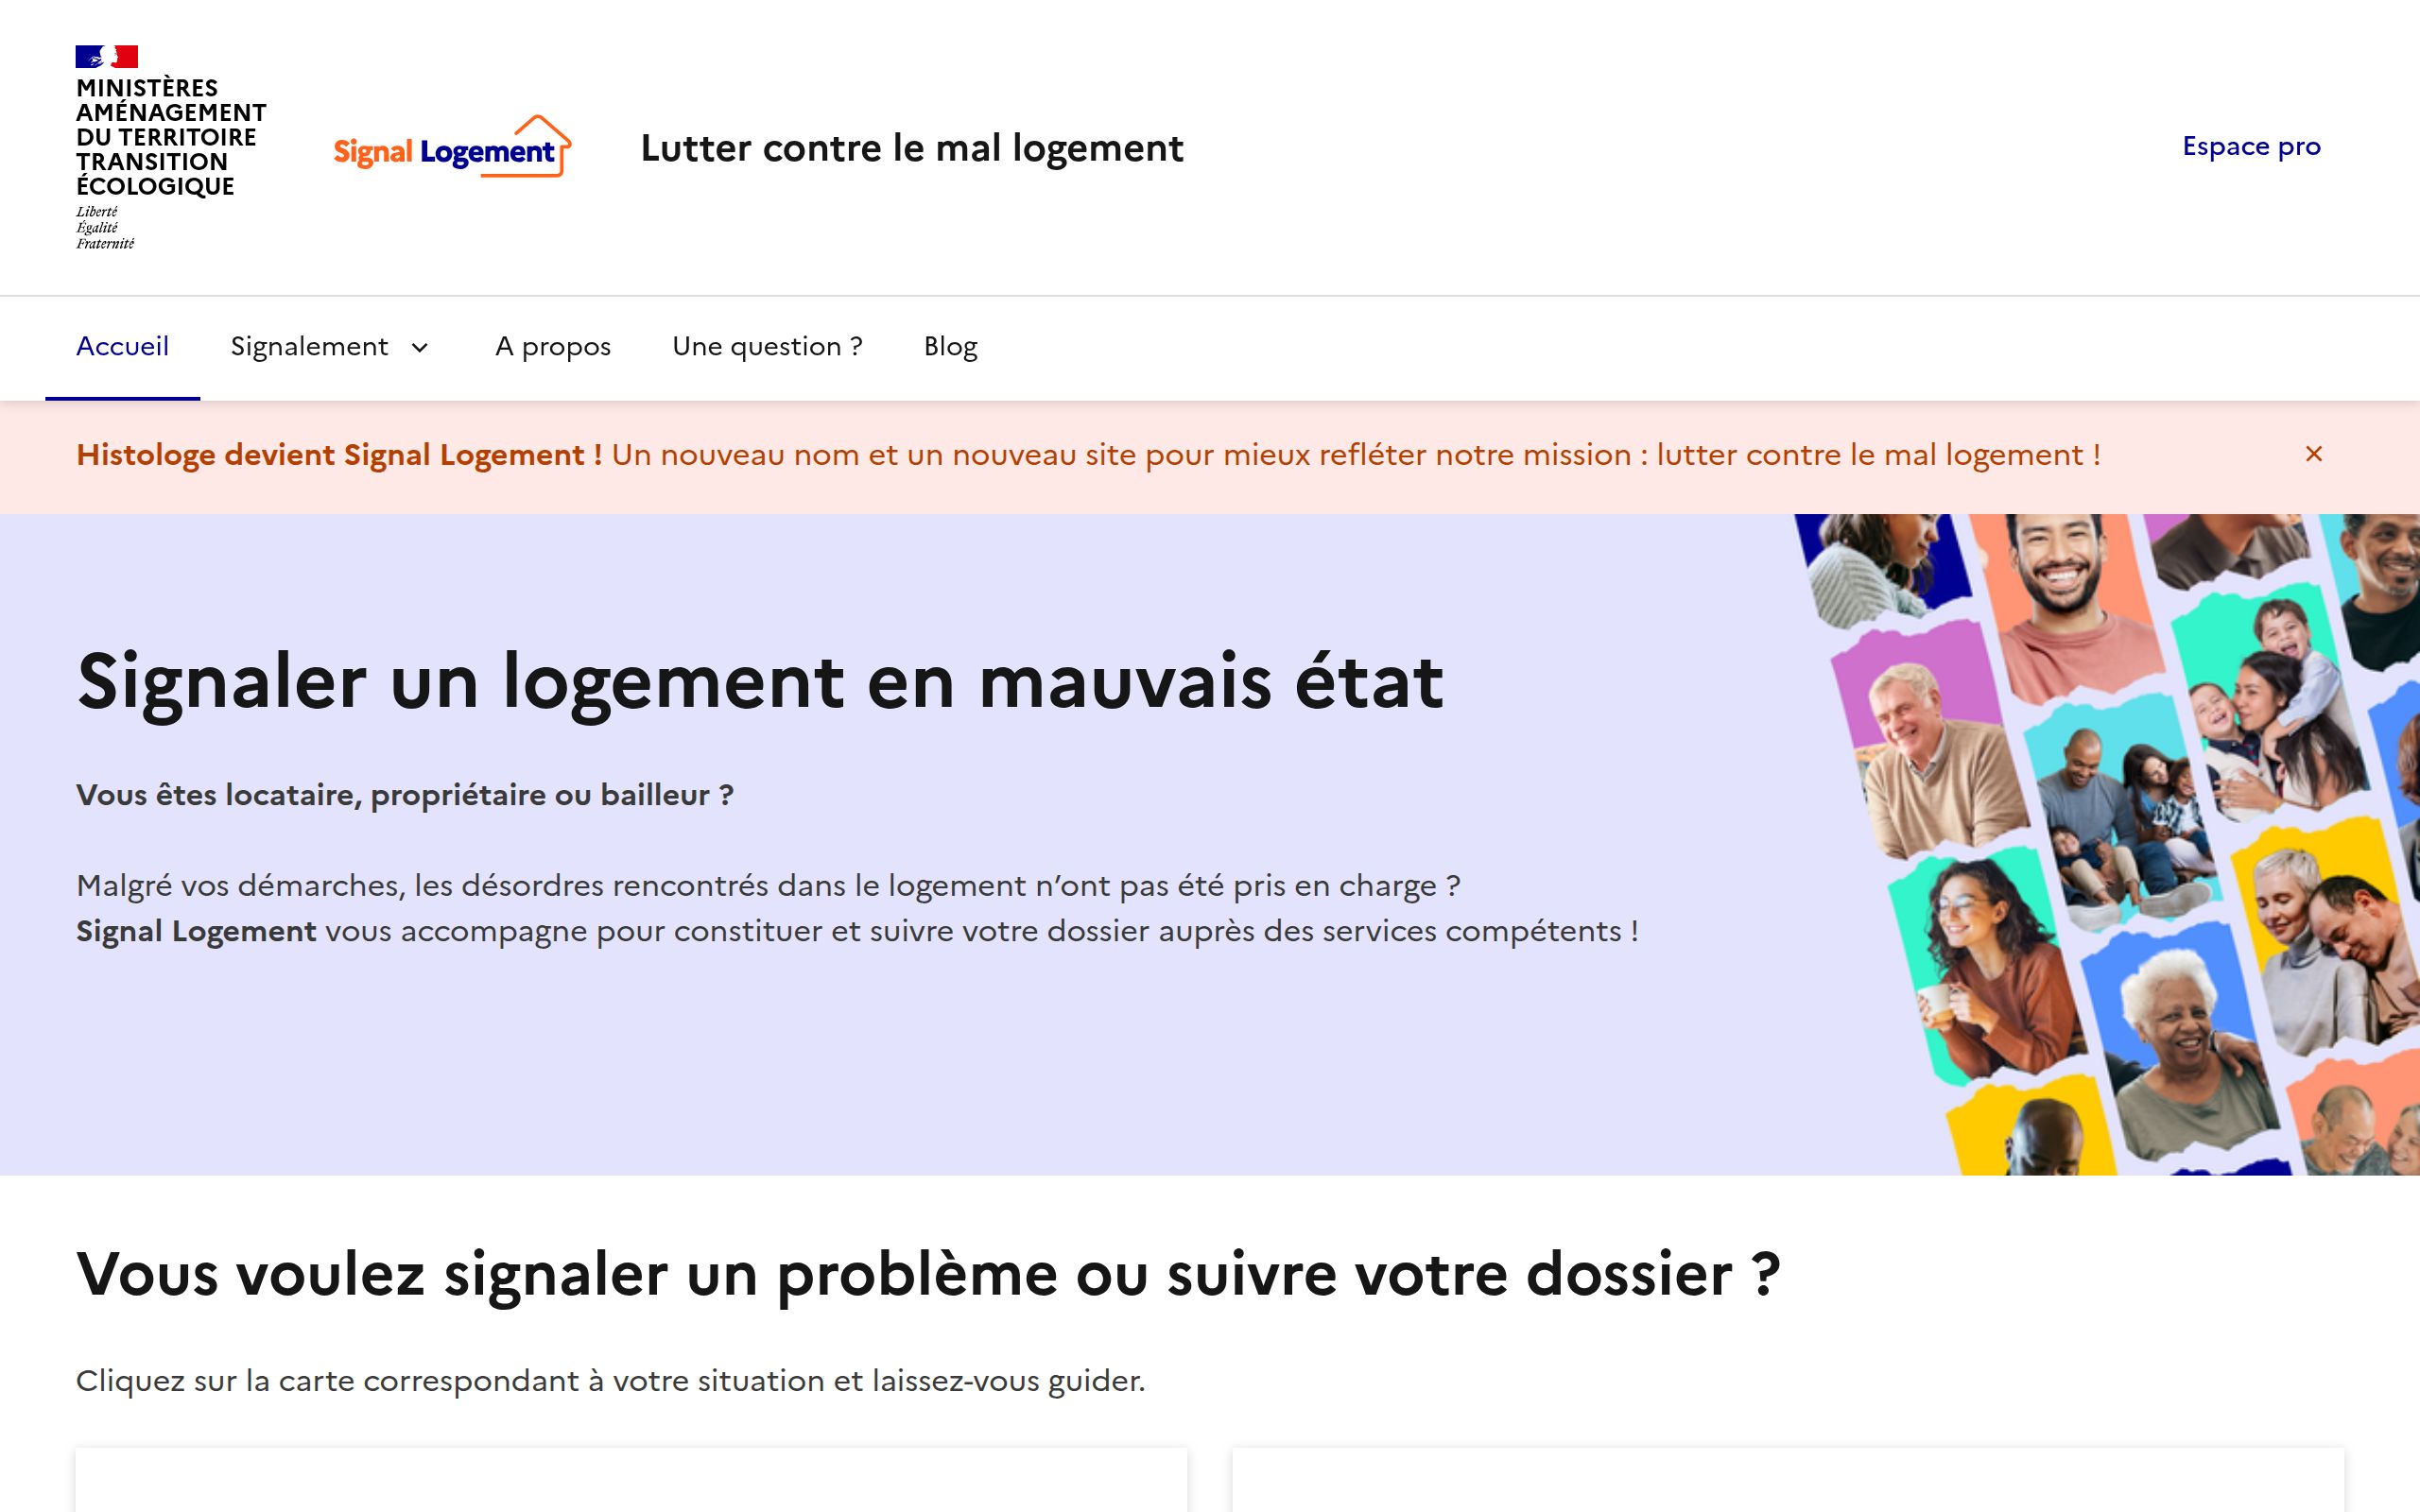 MINISTÈRES
AMÉNAGEMENT
DU TERRITOIRE
TRANSITION
ÉCOLOGIQUE
Liberté
Égalité
Fraternité
Signal Logement
Lutter contre le mal logement
Espace pro
Accueil
Signalement
A propos
Une question ?
Blog
Histologe devient Signal Logement ! Un nouveau nom et un nouveau site pour mieux refléter notre mission : lutter contre le mal logement !
Signaler un logement en mauvais état
Vous êtes locataire, propriétaire ou bailleur ?
Malgré vos démarches, les désordres rencontrés dans le logement n’ont pas été pris en charge ?
Signal Logement vous accompagne pour constituer et suivre votre dossier auprès des services compétents !
Vous voulez signaler un problème ou suivre votre dossier ?
Cliquez sur la carte correspondant à votre situation et laissez-vous guider.